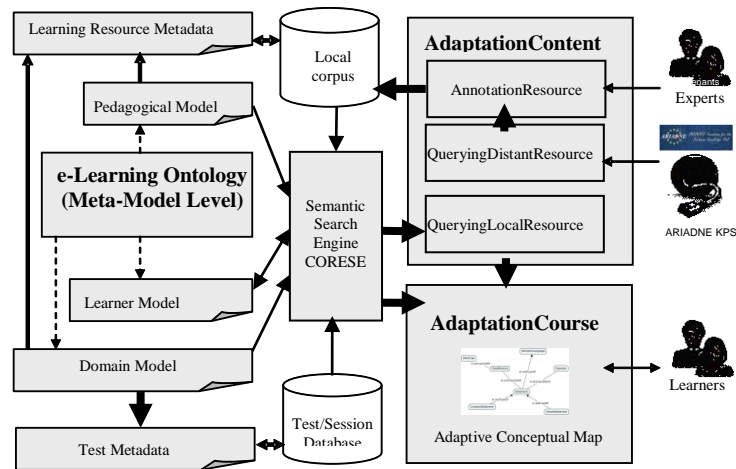 Learning Resource Metadata
Local
corpus
AdaptationContent
AnnotationResource
Experts
Pedagogical Model
QueryingDistantResource
ARIADNE
e-Learning Ontology
(Meta-Model Level)
Semantic
Search
Engine
CORESE
QueryingLocalResource
ARIADNE KPS
Learner Model
AdaptationCourse
Domain Model
Learners
Test/Session
Database
Adaptive Conceptual Map
Test Metadata